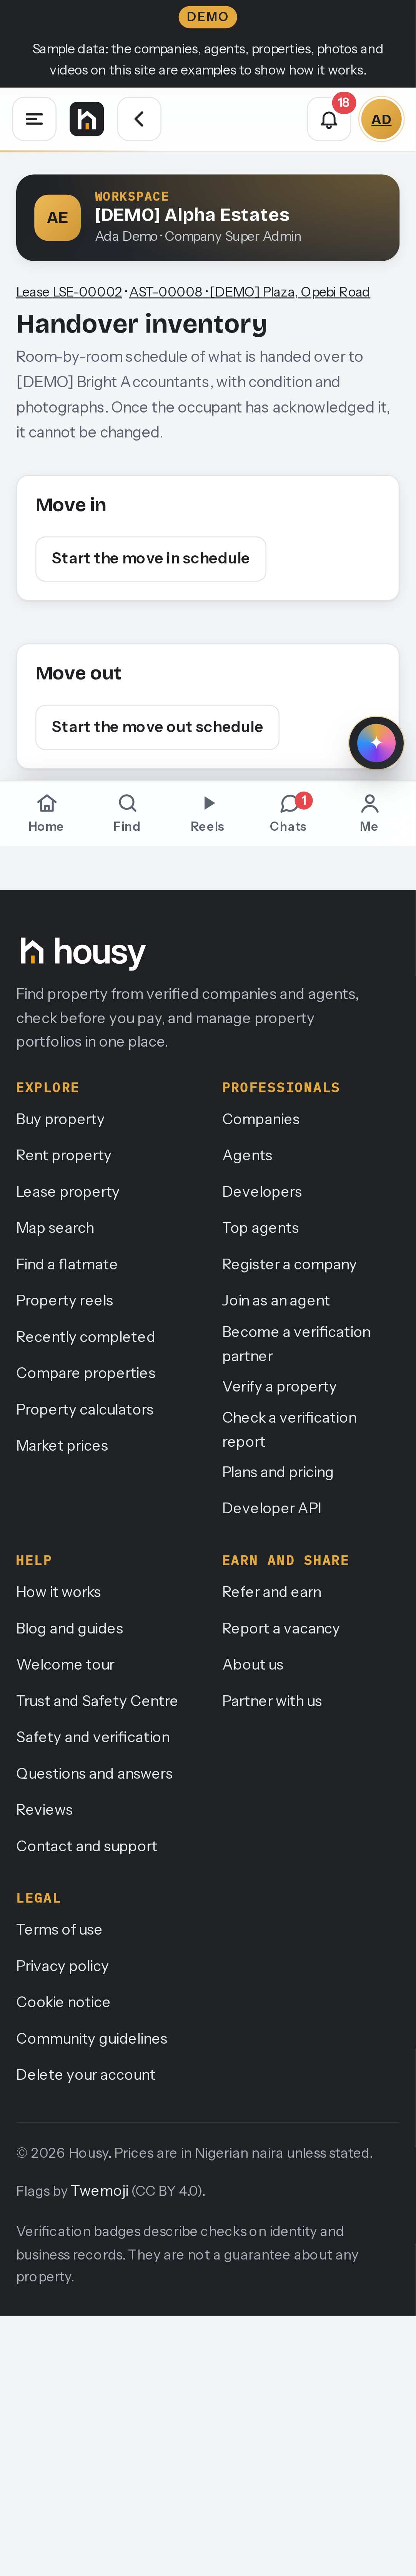 DEMO
Sample data: the companies, agents, properties, photos and
videos on this site are examples to show how it works.
18
AD
AE
WORKSPACE
[DEMO] Alpha Estates
Ada Demo · Company Super Admin
Lease LSE-00002 · AST-00008 · [DEMO] Plaza, Opebi Road
Handover inventory
Room-by-room schedule of what is handed over to
[DEMO] Bright Accountants, with condition and
photographs. Once the occupant has acknowledged it,
it cannot be changed.
Move in
Start the move in schedule
Move out
Start the move out schedule
1
Home
Find
Reels
Chats
Me
housy
Find property from verified companies and agents,
check before you pay, and manage property
portfolios in one place.
EXPLORE
Buy property
Rent property
Lease property
Map search
Find a flatmate
Property reels
Recently completed
Compare properties
Property calculators
Market prices
PROFESSIONALS
Companies
Agents
Developers
Top agents
Register a company
Join as an agent
Become a verification
partner
Verify a property
Check a verification
report
Plans and pricing
Developer API
HELP
How it works
Blog and guides
Welcome tour
Trust and Safety Centre
Safety and verification
Questions and answers
Reviews
Contact and support
EARN AND SHARE
Refer and earn
Report a vacancy
About us
Partner with us
LEGAL
Terms of use
Privacy policy
Cookie notice
Community guidelines
Delete your account
© 2026 Housy. Prices are in Nigerian naira unless stated.
Flags by Twemoji (CC BY 4.0).
Verification badges describe checks on identity and
business records. They are not a guarantee about any
property.